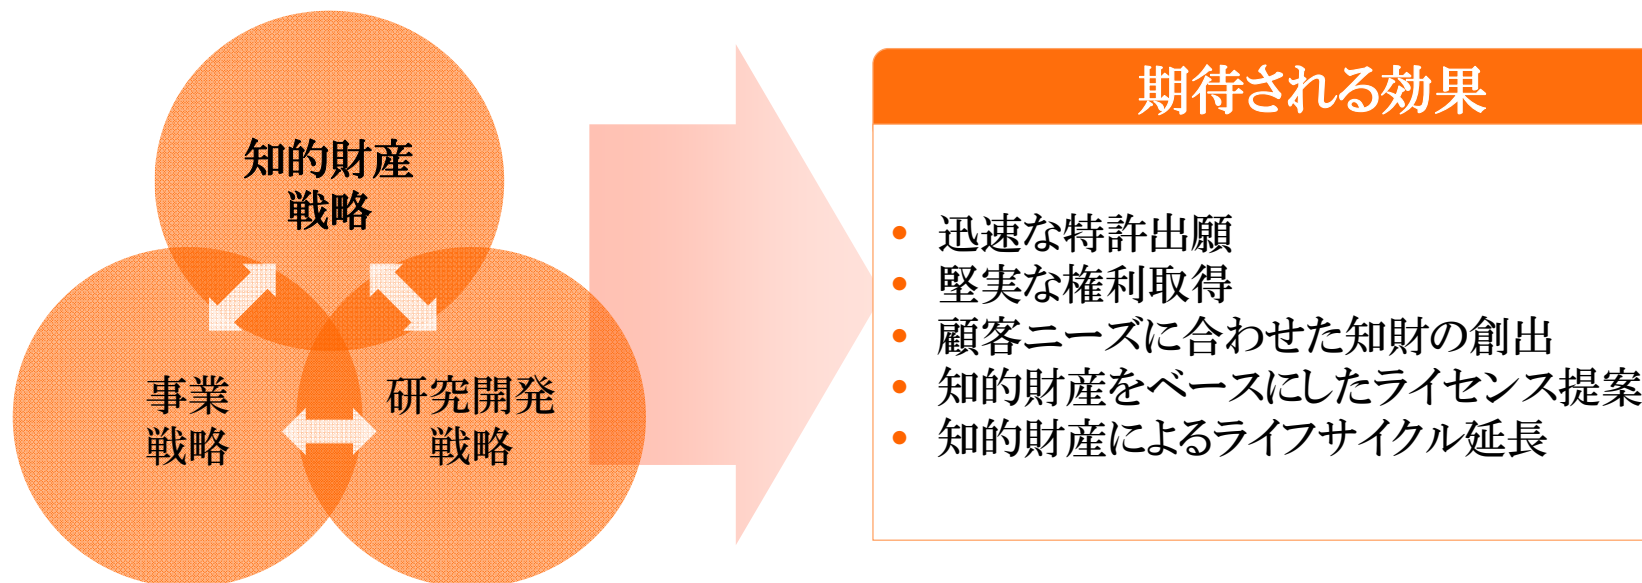 知的財産
戦略
事業
戦略
研究開発
戦略
期待される効果
• 迅速な特許出願
• 堅実な権利取得
• 顧客ニーズに合わせた知財の創出
• 知的財産をベースにしたライセンス提案
• 知的財産によるライフサイクル延長